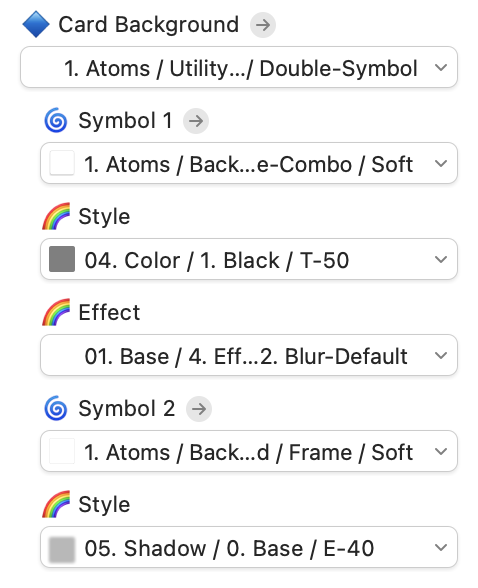 Card Background
1. Atoms / Utility.../ Double-Symbol
Symbol 1
1. Atoms / Back...e-Combo / Soft
Style
04. Color / 1. Black / T-50
Effect
01. Base / 4. Eff...2. Blur-Default
Symbol 2
1. Atoms / Back...d / Frame / Soft
Style
05. Shadow / 0. Base / E-40